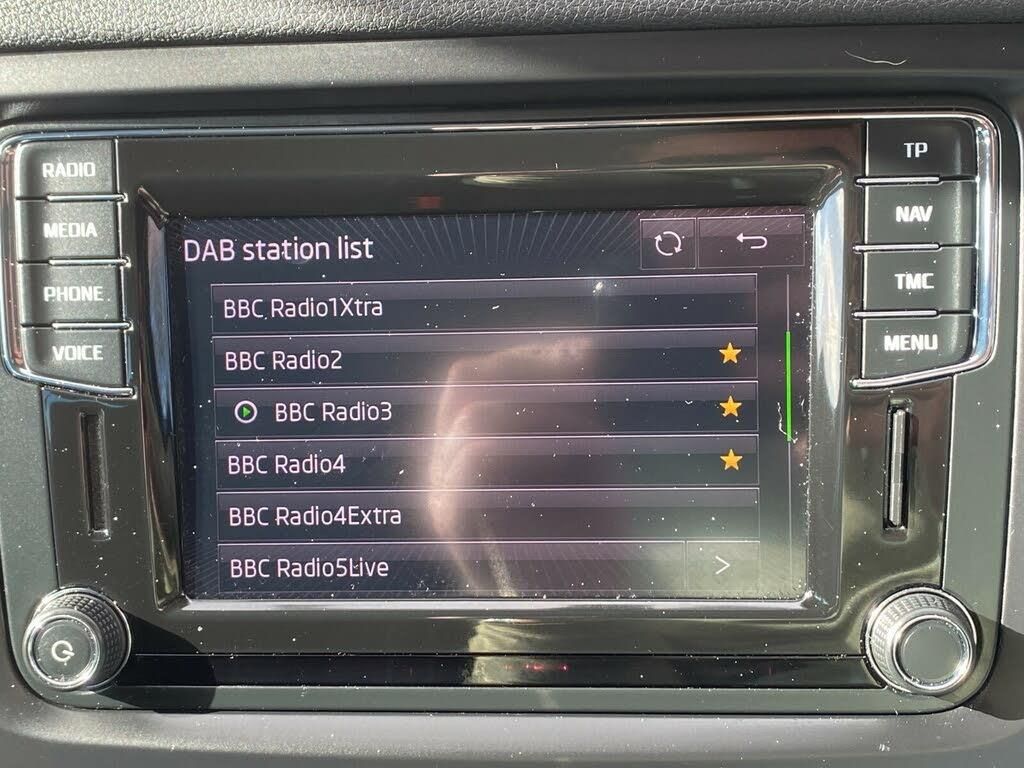 RADIO
MEDIA
PHONE
VOICE
DAB station list
BBC Radio1Xtra
BBC Radio2
BBC Radio3
BBC Radio4
BBC Radio4Extra
BBC Radio5Live
TP
NAV
TMC
MENU